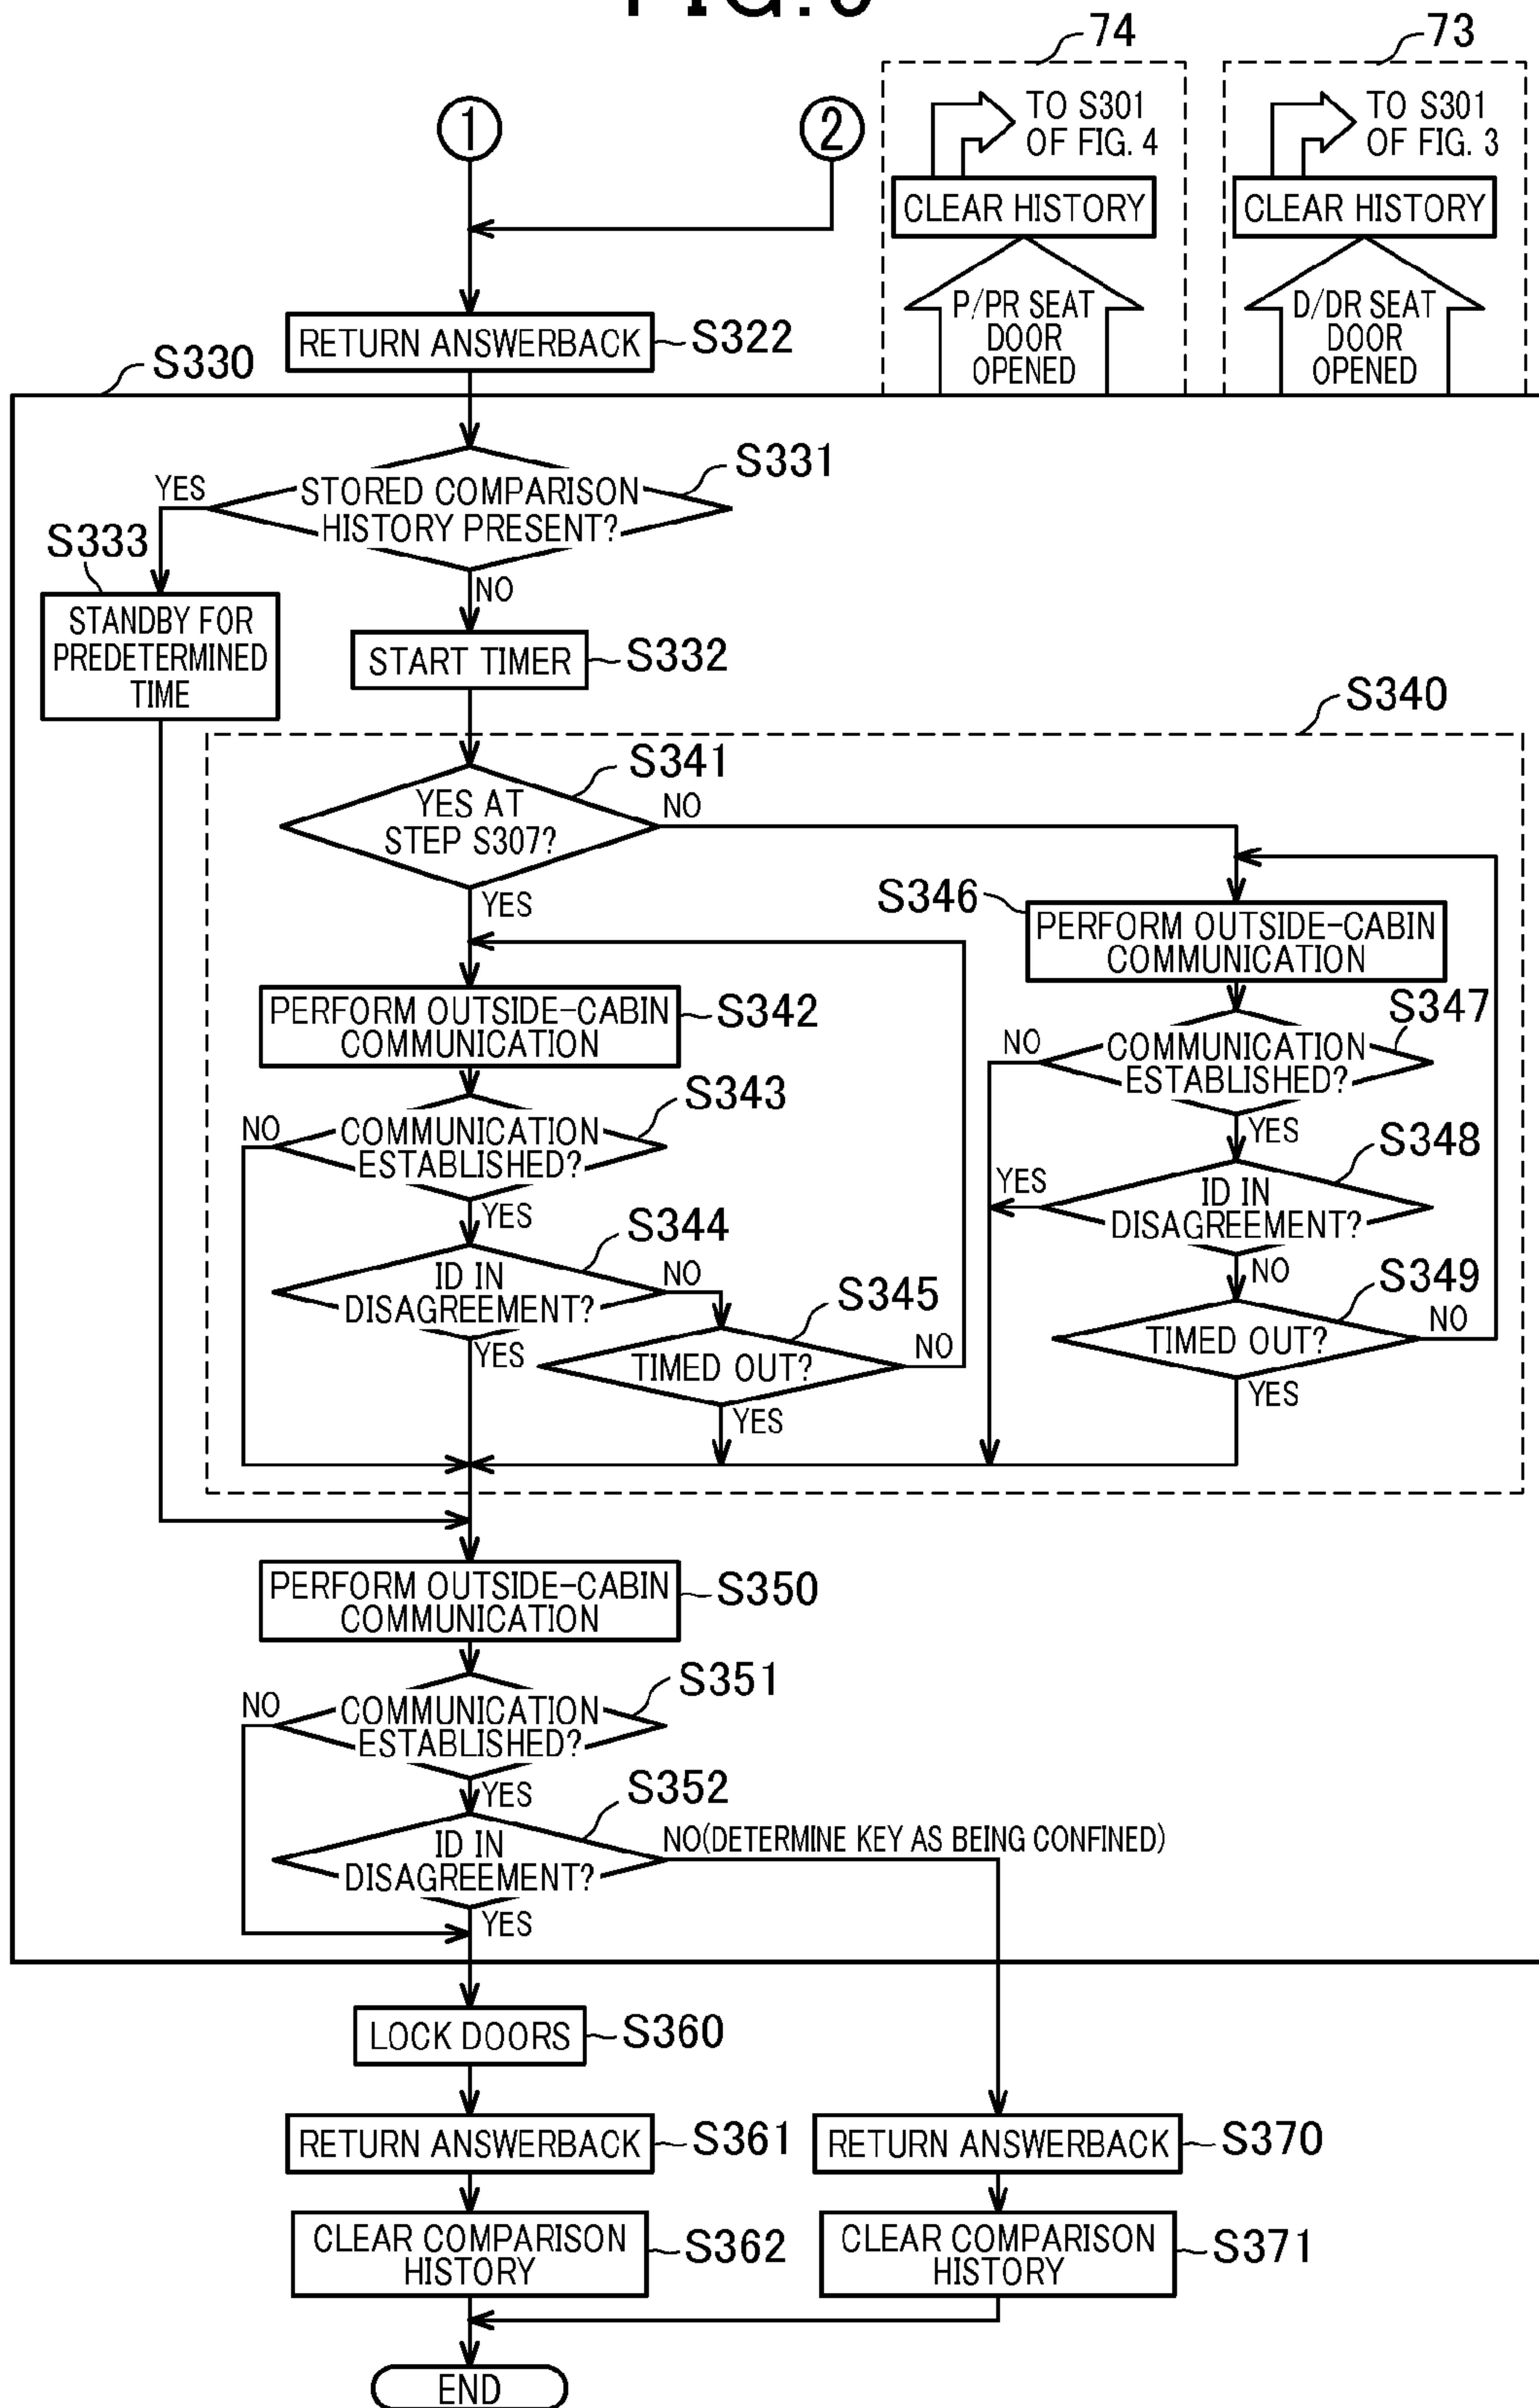 74
73
TO S301
OF FIG. 4
TO S301
OF FIG. 3
1
2
CLEAR HISTORY
CLEAR HISTORY
P/PR SEAT
DOOR
OPENED
D/DR SEAT
DOOR
OPENED
RETURN ANSWERBACK
S322
S330
S331
YES
STORED COMPARISON
HISTORY PRESENT?
NO
S333
STANDBY FOR
PREDETERMINED
TIME
START TIMER
S332
S340
S341
YES AT
STEP S307?
NO
YES
S346
PERFORM OUTSIDE-CABIN
COMMUNICATION
PERFORM OUTSIDE-CABIN
COMMUNICATION
S342
S347
NO
COMMUNICATION
ESTABLISHED?
YES
S343
NO
COMMUNICATION
ESTABLISHED?
YES
S348
YES
ID IN
DISAGREEMENT?
NO
S344
ID IN
DISAGREEMENT?
NO
YES
S345
TIMED OUT?
NO
YES
S349
TIMED OUT?
NO
YES
PERFORM OUTSIDE-CABIN
COMMUNICATION
S350
S351
NO
COMMUNICATION
ESTABLISHED?
YES
S352
ID IN
DISAGREEMENT?
NO(DETERMINE KEY AS BEING CONFINED)
YES
LOCK DOORS
S360
RETURN ANSWERBACK
S361
RETURN ANSWERBACK
S370
CLEAR COMPARISON
HISTORY
S362
CLEAR COMPARISON
HISTORY
S371
END